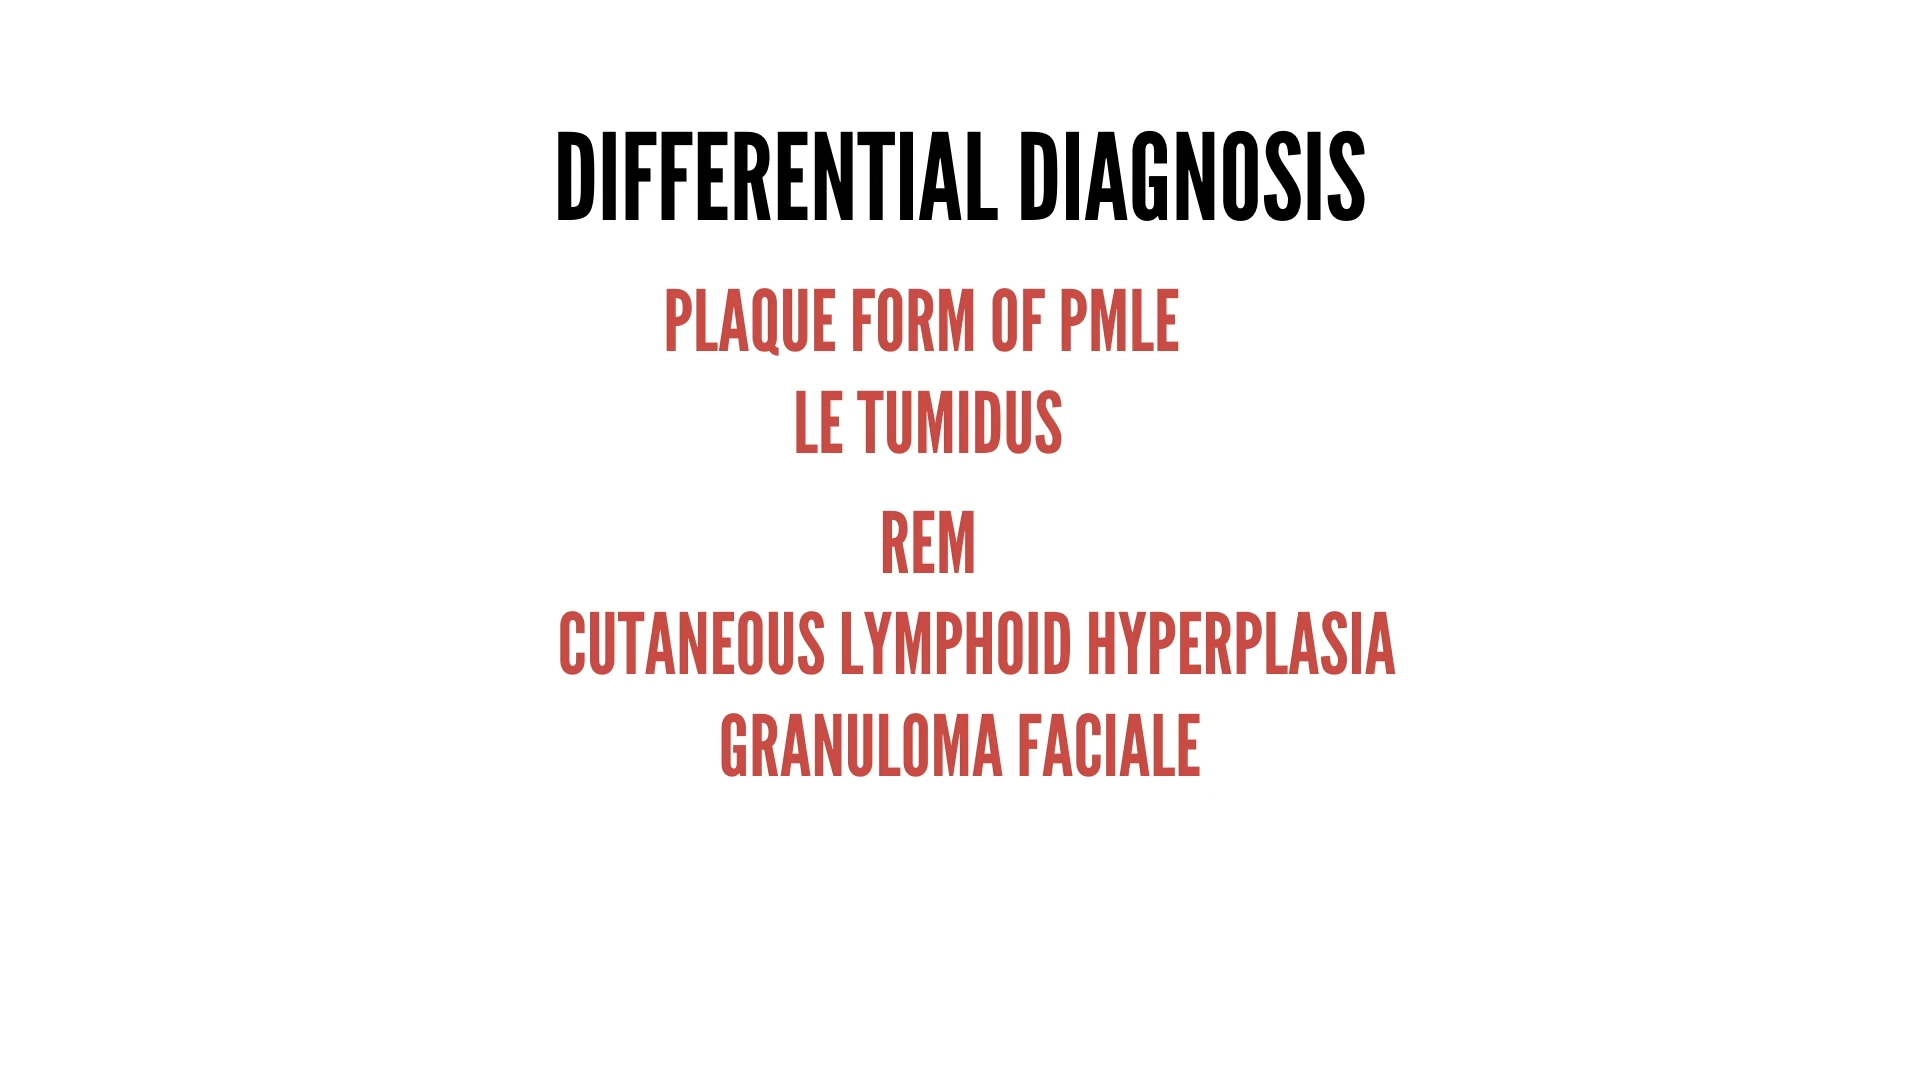 DIFFERENTIAL DIAGNOSIS
PLAQUE FORM OF PMLE
LE TUMIDUS
REM
CUTANEOUS LYMPHOID HYPERPLASIA
GRANULOMA FACIALE